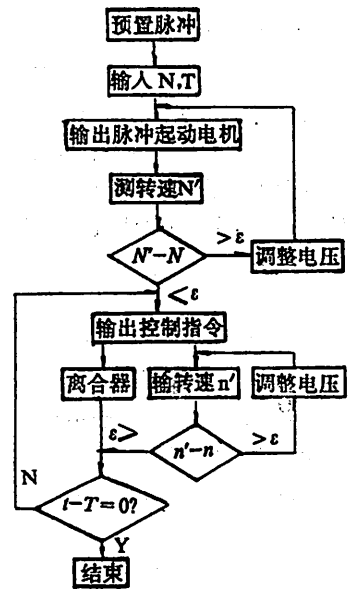 预置脉冲
输人 N,T
输出脉冲起动电机
测转速N′
N′−N
>ε
调整电压
<ε
输出控制指令
离合器
输转速n′
调整电压
ε>
n′−n
>ε
N
t−T=0?
Y
结束